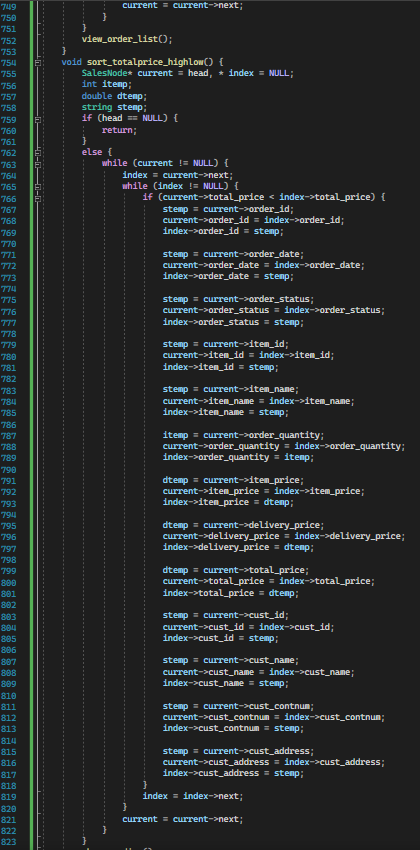 749 current = current->next;
750 }
751 }
752 view_order_list();
753 }
754 void sort_totalprice_highlow() {
755 SalesNode* current = head, * index = NULL;
756 int itemp;
757 double dtemp;
758 string stemp;
759 if (head == NULL) {
760 return;
761 }
762 else {
763 while (current != NULL) {
764 index = current->next;
765 while (index != NULL) {
766 if (current->total_price < index->total_price) {
767 stemp = current->order_id;
768 current->order_id = index->order_id;
769 index->order_id = stemp;
770
771 stemp = current->order_date;
772 current->order_date = index->order_date;
773 index->order_date = stemp;
774
775 stemp = current->order_status;
776 current->order_status = index->order_status;
777 index->order_status = stemp;
778
779 stemp = current->item_id;
780 current->item_id = index->item_id;
781 index->item_id = stemp;
782
783 stemp = current->item_name;
784 current->item_name = index->item_name;
785 index->item_name = stemp;
786
787 itemp = current->order_quantity;
788 current->order_quantity = index->order_quantity;
789 index->order_quantity = itemp;
790
791 dtemp = current->item_price;
792 current->item_price = index->item_price;
793 index->item_price = dtemp;
794
795 dtemp = current->delivery_price;
796 current->delivery_price = index->delivery_price;
797 index->delivery_price = dtemp;
798
799 dtemp = current->total_price;
800 current->total_price = index->total_price;
801 index->total_price = dtemp;
802
803 stemp = current->cust_id;
804 current->cust_id = index->cust_id;
805 index->cust_id = stemp;
806
807 stemp = current->cust_name;
808 current->cust_name = index->cust_name;
809 index->cust_name = stemp;
810
811 stemp = current->cust_contnum;
812 current->cust_contnum = index->cust_contnum;
813 index->cust_contnum = stemp;
814
815 stemp = current->cust_address;
816 current->cust_address = index->cust_address;
817 index->cust_address = stemp;
818 }
819 index = index->next;
820 }
821 current = current->next;
822 }
823 }